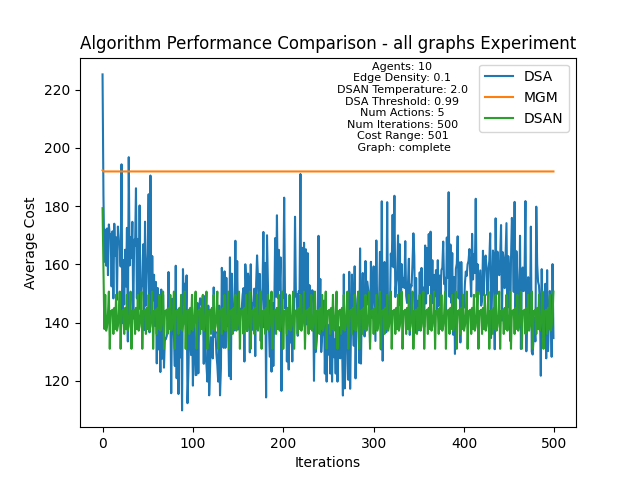 Algorithm Performance Comparison - all graphs Experiment
Agents: 10
Edge Density: 0.1
DSAN Temperature: 2.0
DSA Threshold: 0.99
Num Actions: 5
Num Iterations: 500
Cost Range: 501
Graph: complete
DSA
MGM
DSAN
Average Cost
220
200
180
160
140
120
0
100
200
300
400
500
Iterations